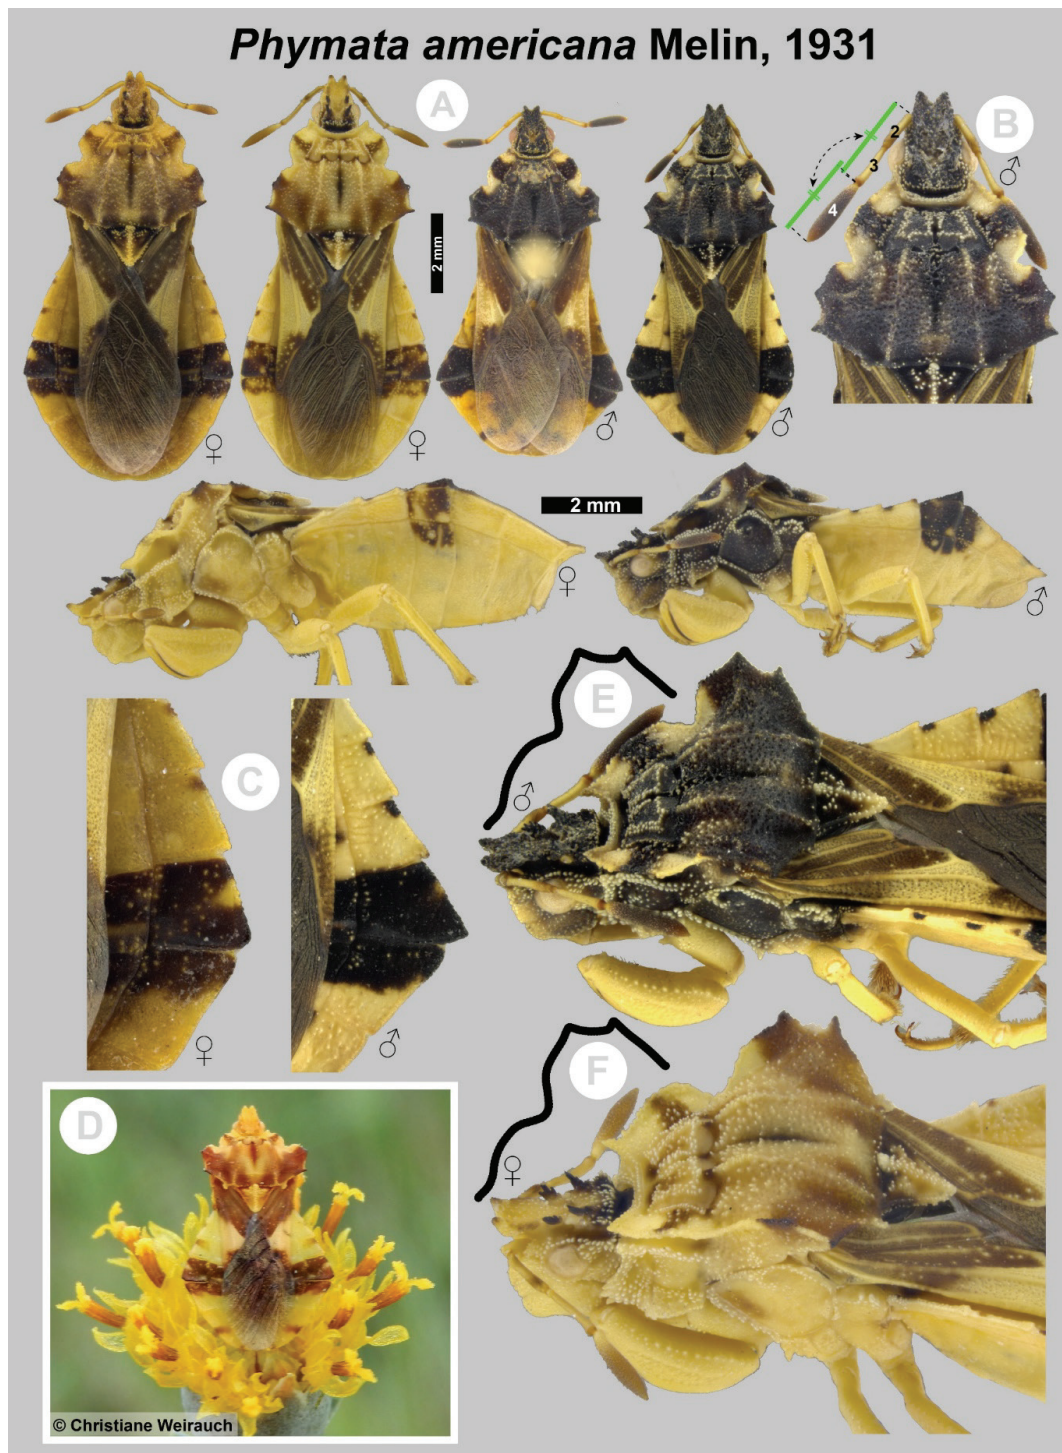 Phymata americana Melin, 1931
A
B
♂
2
3
4
2 mm
♀
♀
♂
♂
2 mm
♀
♂
C
♀
♂
E
♂
F
♀
D
© Christiane Weirauch